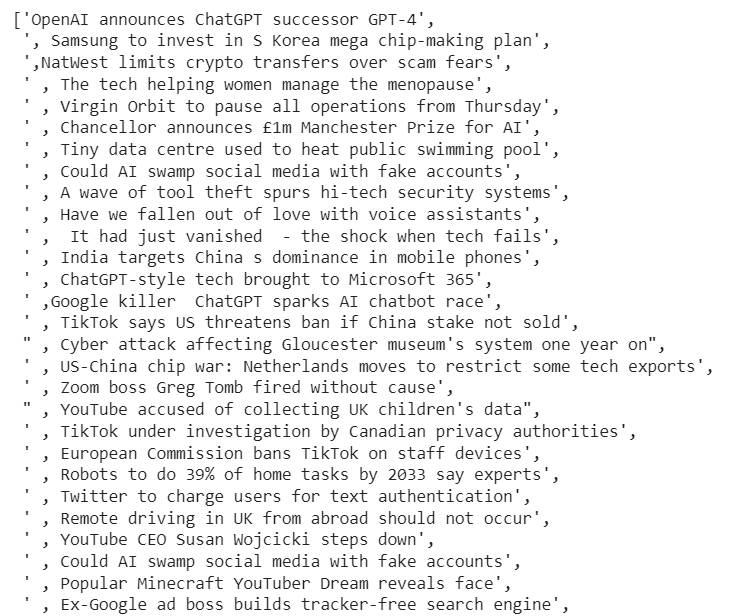 ['OpenAI announces ChatGPT successor GPT-4',
', Samsung to invest in S Korea mega chip-making plan',
',NatWest limits crypto transfers over scam fears',
' , The tech helping women manage the menopause',
' , Virgin Orbit to pause all operations from Thursday',
' , Chancellor announces £1m Manchester Prize for AI',
' , Tiny data centre used to heat public swimming pool',
' , Could AI swamp social media with fake accounts',
' , A wave of tool theft spurs hi-tech security systems',
' , Have we fallen out of love with voice assistants',
' ,  It had just vanished  - the shock when tech fails',
' , India targets China s dominance in mobile phones',
' , ChatGPT-style tech brought to Microsoft 365',
' ,Google killer  ChatGPT sparks AI chatbot race',
' , TikTok says US threatens ban if China stake not sold',
" , Cyber attack affecting Gloucester museum's system one year on",
' , US-China chip war: Netherlands moves to restrict some tech exports',
' , Zoom boss Greg Tomb fired without cause',
" , YouTube accused of collecting UK children's data",
' , TikTok under investigation by Canadian privacy authorities',
' , European Commission bans TikTok on staff devices',
' , Robots to do 39% of home tasks by 2033 say experts',
' , Twitter to charge users for text authentication',
' , Remote driving in UK from abroad should not occur',
' , YouTube CEO Susan Wojcicki steps down',
' , Could AI swamp social media with fake accounts',
' , Popular Minecraft YouTuber Dream reveals face',
' , Ex-Google ad boss builds tracker-free search engine',